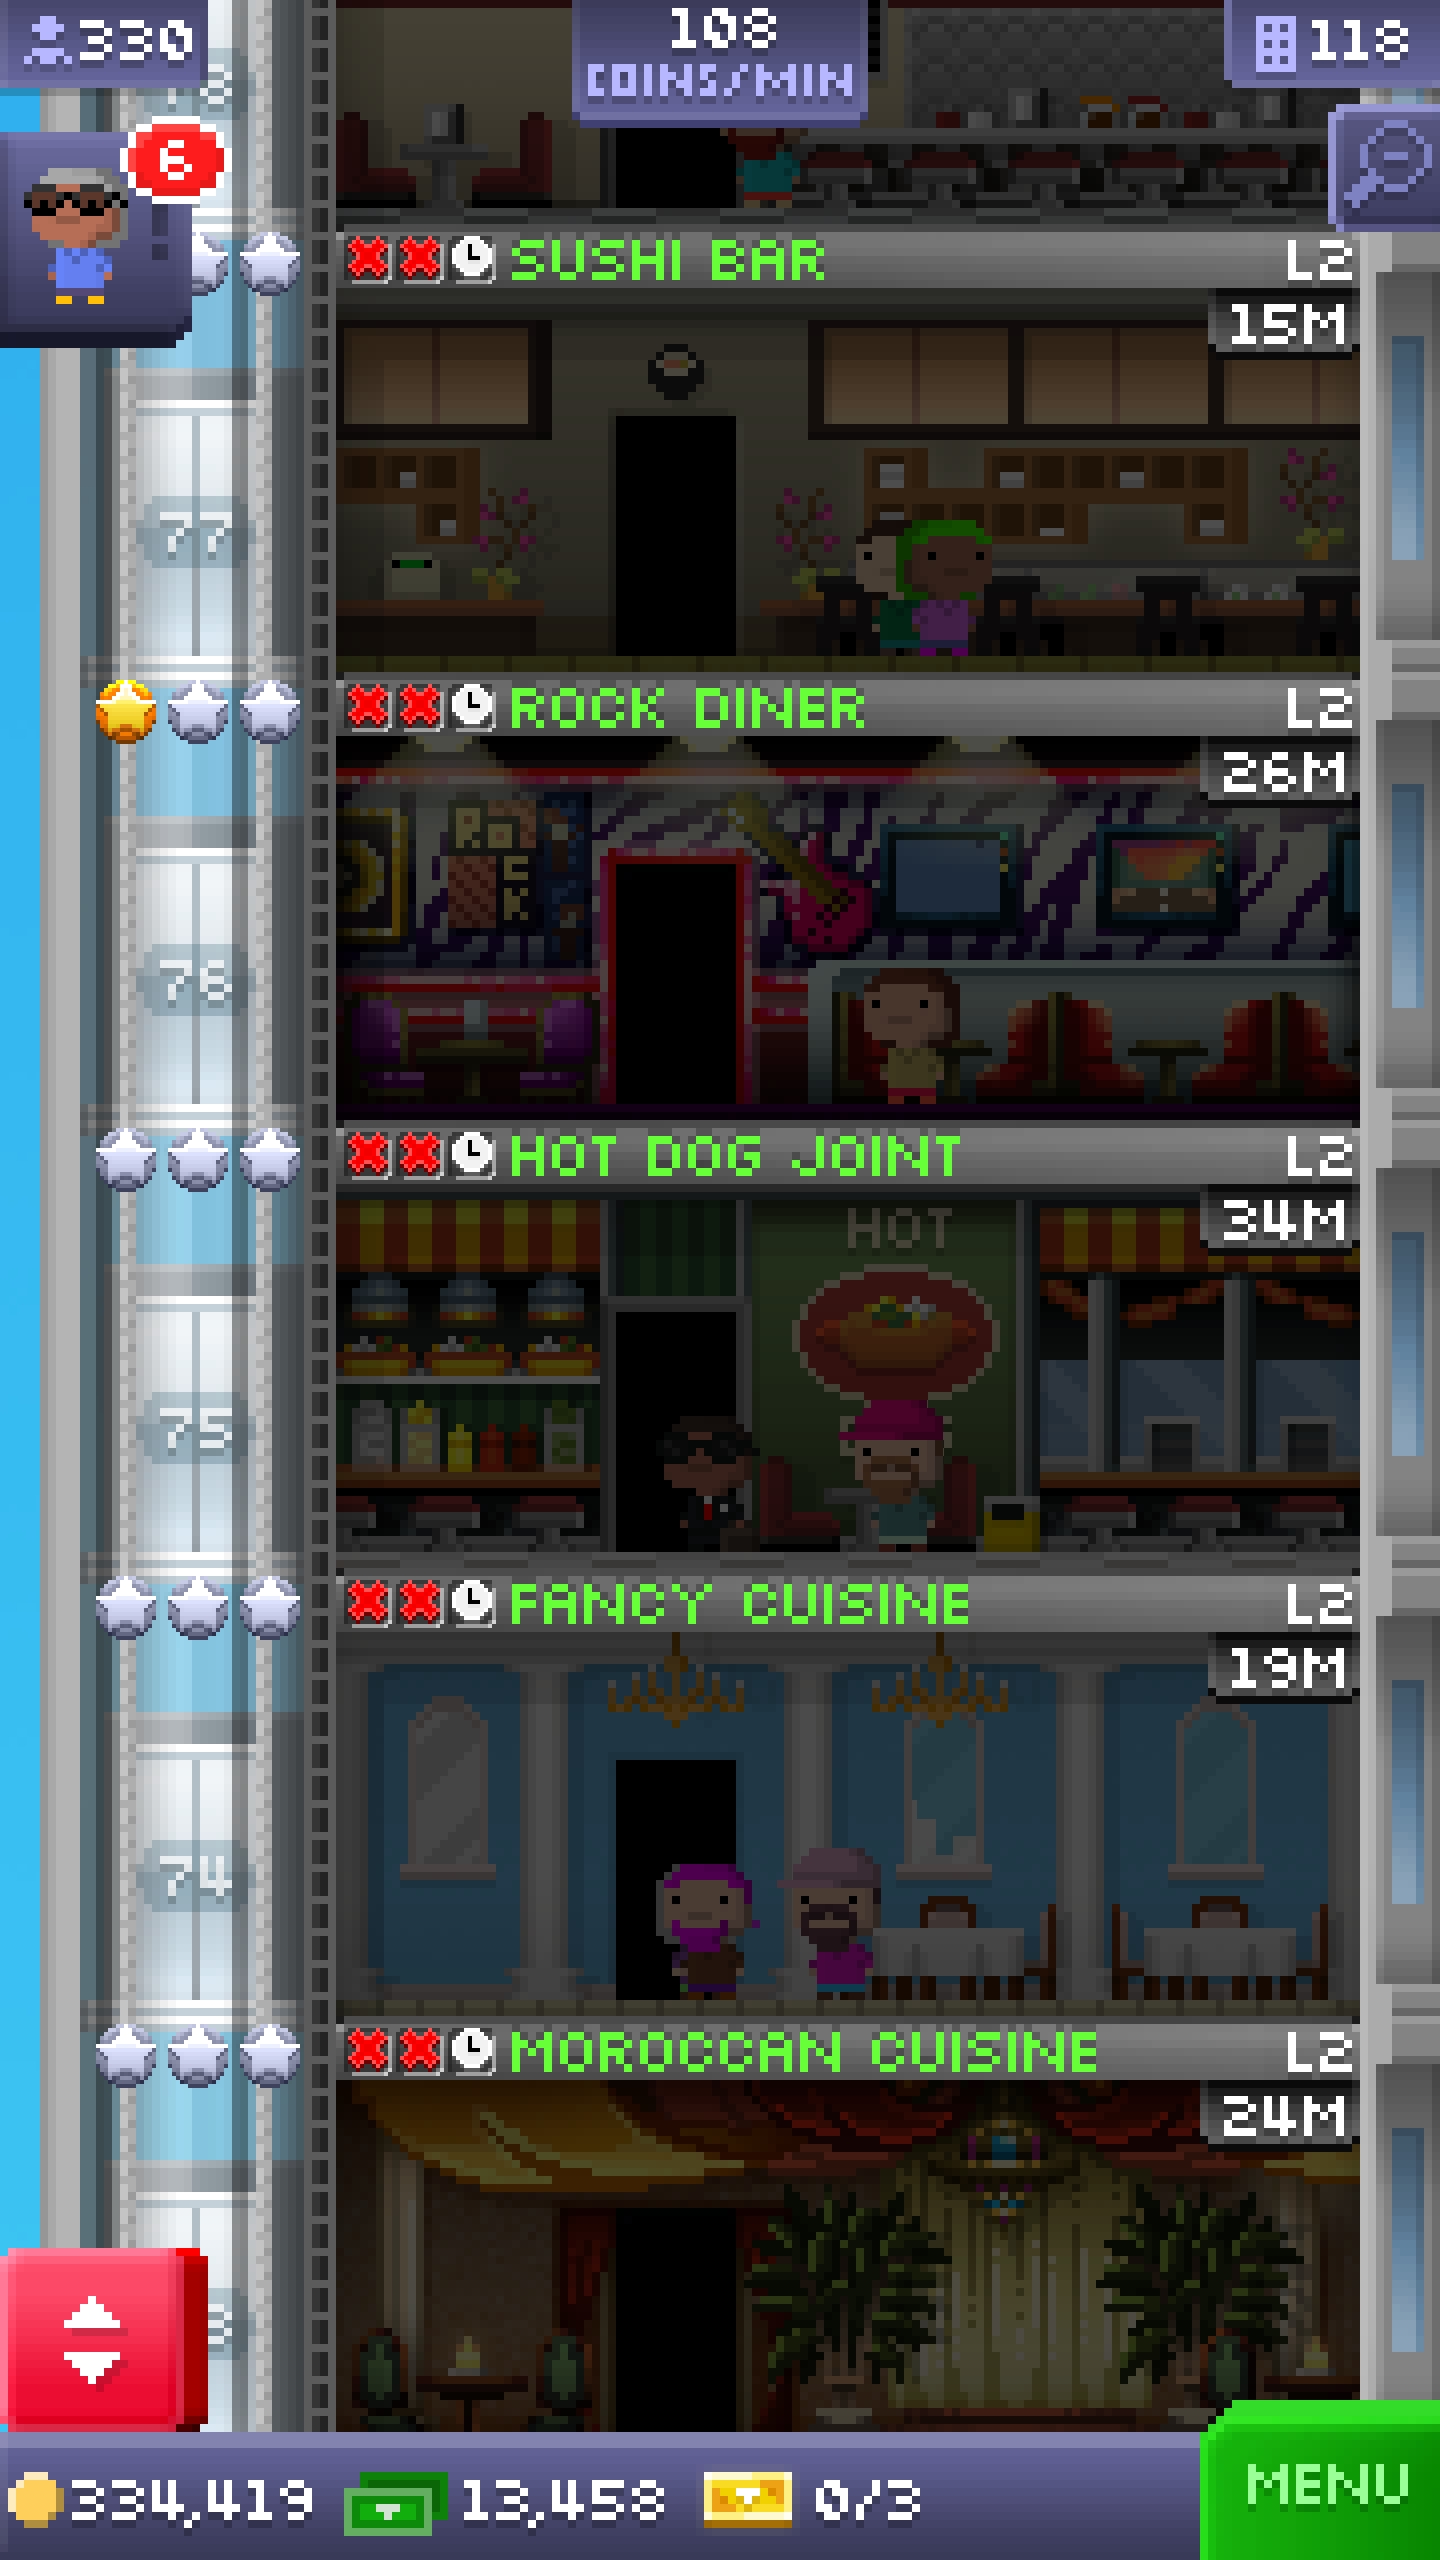 330
108
COINS/MIN
118
6
SUSHI BAR L2
15M
77
ROCK DINER L2
26M
ROCK
76
HOT DOG JOINT L2
34M
HOT
75
FANCY CUISINE L2
19M
74
MOROCCAN CUISINE L2
24M
334,419 13,458 0/3
MENU